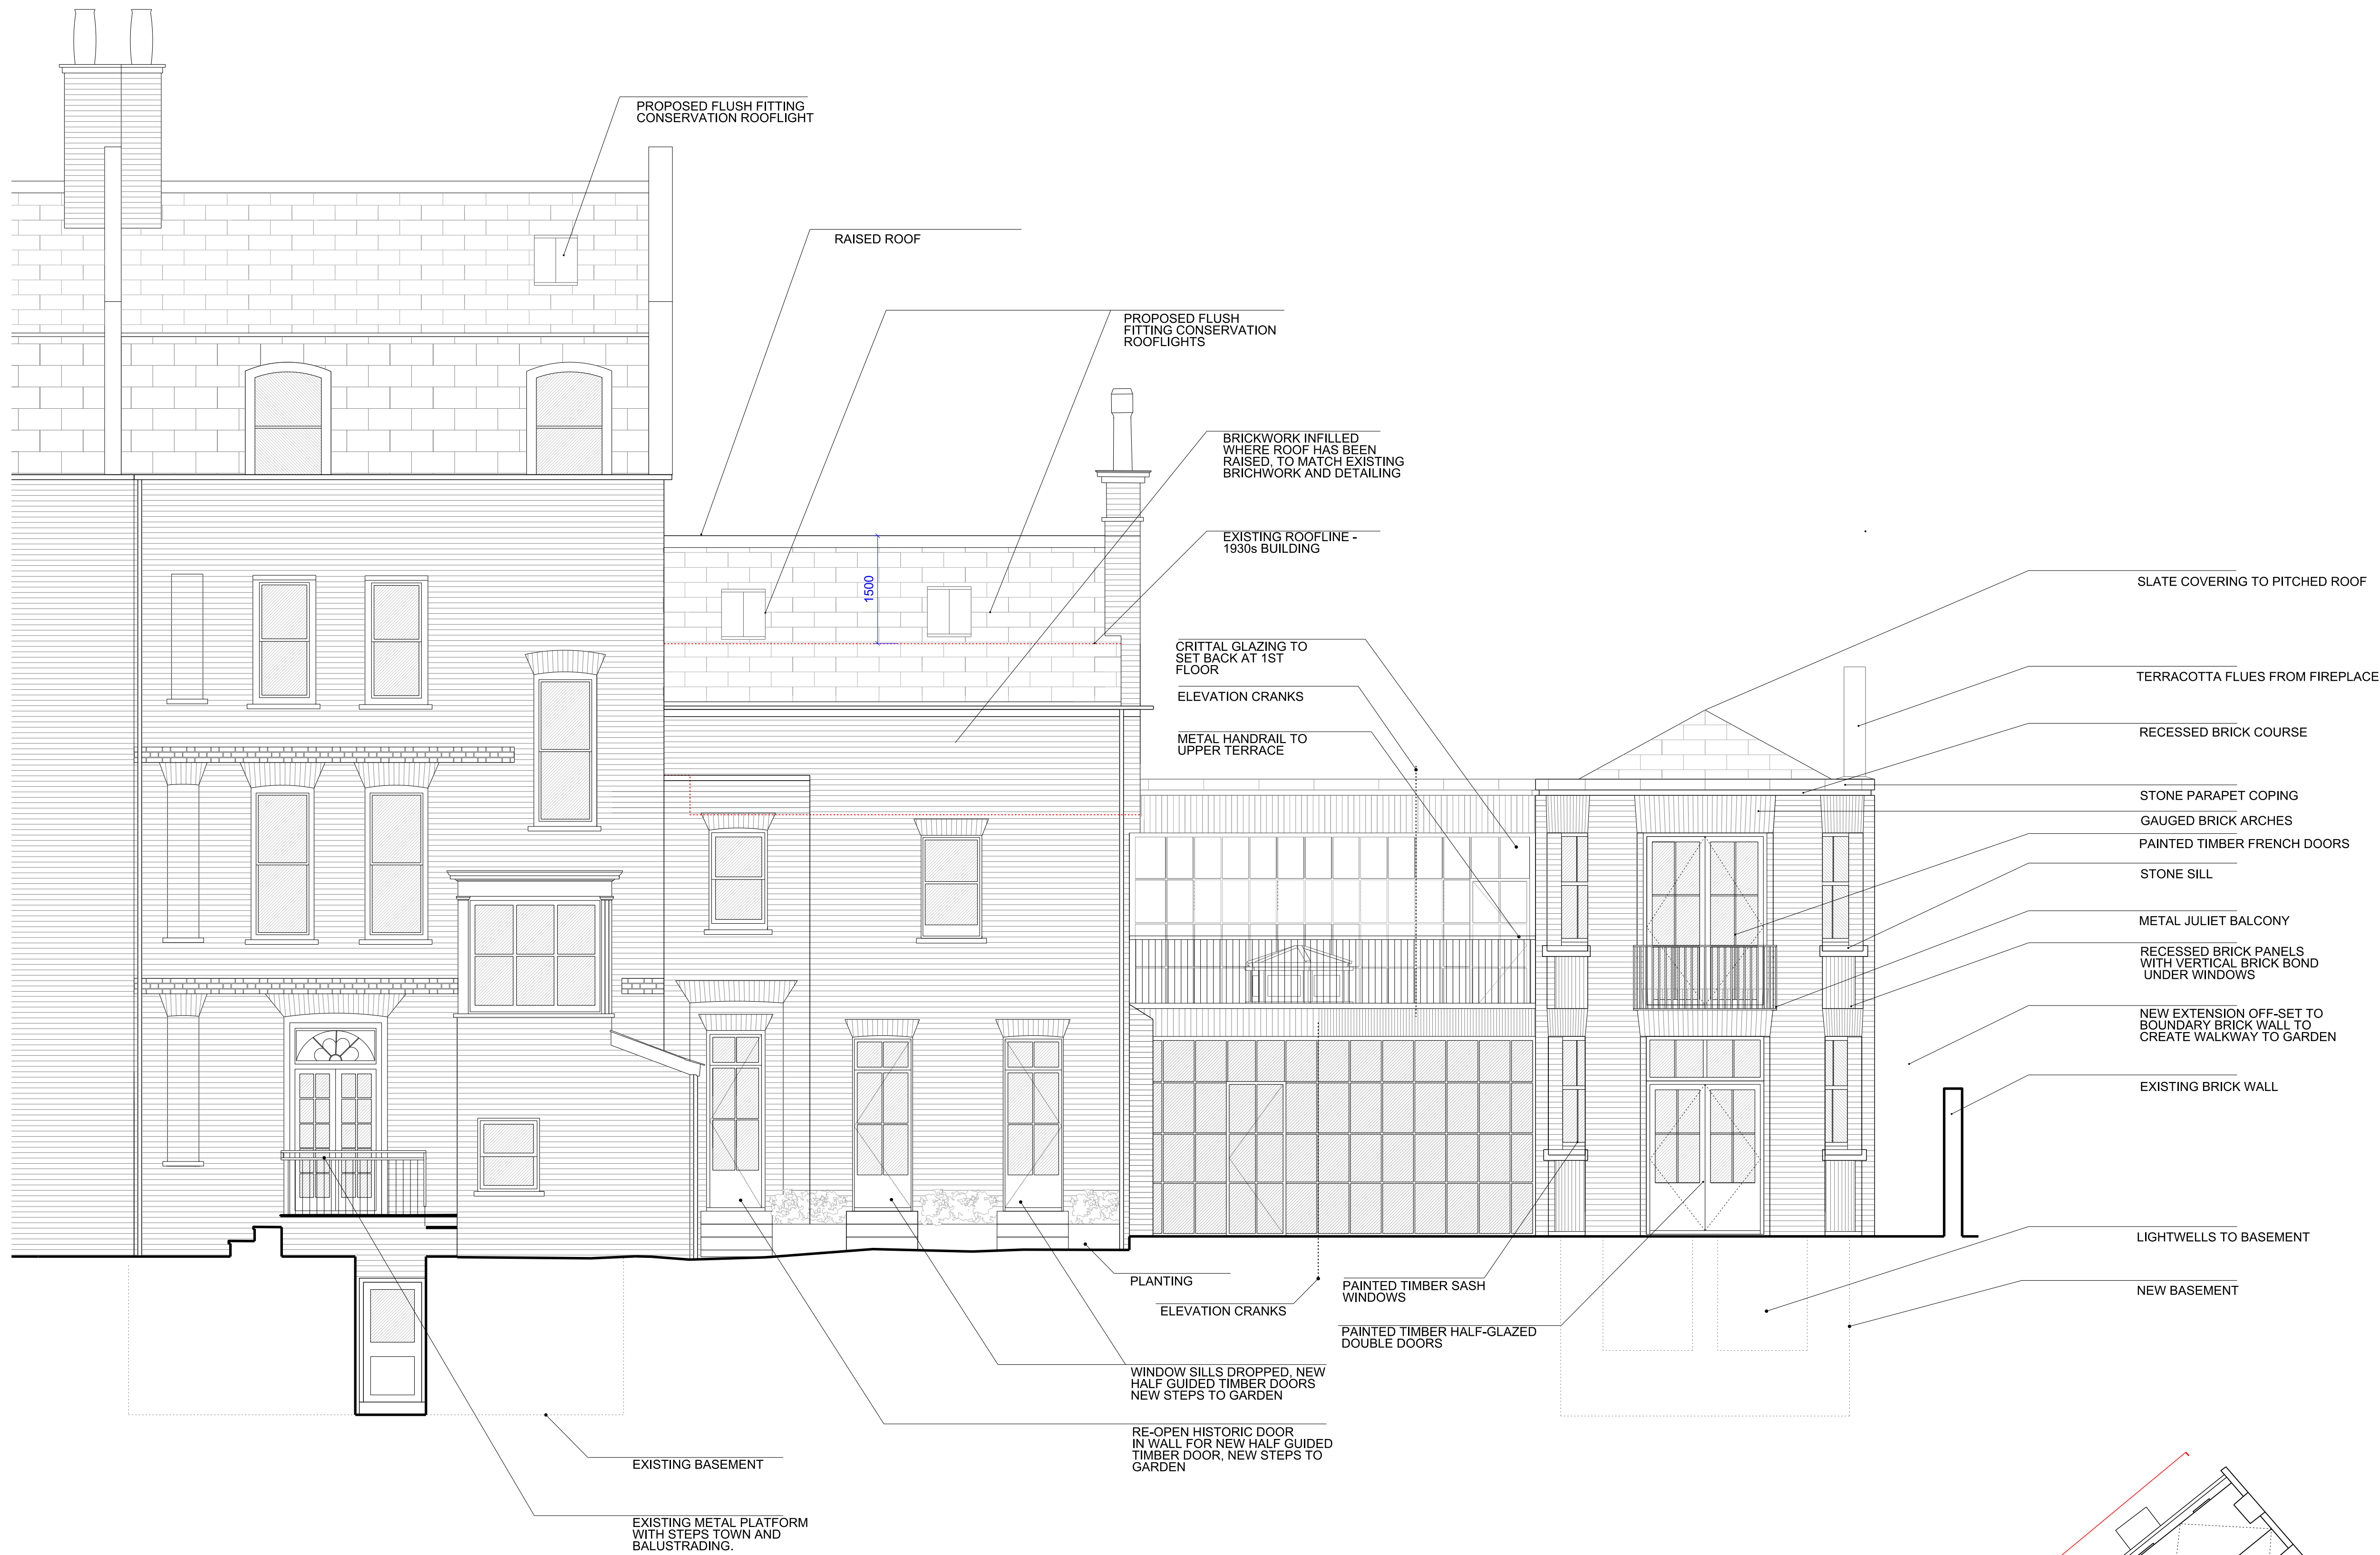 PROPOSED FLUSH FITTING
CONSERVATION ROOFLIGHT
RAISED ROOF
PROPOSED FLUSH
FITTING CONSERVATION
ROOFLIGHTS
BRICKWORK INFILLED
WHERE ROOF HAS BEEN
RAISED, TO MATCH EXISTING
BRICHWORK AND DETAILING
EXISTING ROOFLINE -
1930s BUILDING
1500
CRITTAL GLAZING TO
SET BACK AT 1ST
FLOOR
ELEVATION CRANKS
METAL HANDRAIL TO
UPPER TERRACE
SLATE COVERING TO PITCHED ROOF
TERRACOTTA FLUES FROM FIREPLACE
RECESSED BRICK COURSE
STONE PARAPET COPING
GAUGED BRICK ARCHES
PAINTED TIMBER FRENCH DOORS
STONE SILL
METAL JULIET BALCONY
RECESSED BRICK PANELS
WITH VERTICAL BRICK BOND
UNDER WINDOWS
NEW EXTENSION OFF-SET TO
BOUNDARY BRICK WALL TO
CREATE WALKWAY TO GARDEN
EXISTING BRICK WALL
LIGHTWELLS TO BASEMENT
NEW BASEMENT
PLANTING
ELEVATION CRANKS
PAINTED TIMBER SASH
WINDOWS
PAINTED TIMBER HALF-GLAZED
DOUBLE DOORS
WINDOW SILLS DROPPED, NEW
HALF GUIDED TIMBER DOORS
NEW STEPS TO GARDEN
RE-OPEN HISTORIC DOOR
IN WALL FOR NEW HALF GUIDED
TIMBER DOOR, NEW STEPS TO
GARDEN
EXISTING BASEMENT
EXISTING METAL PLATFORM
WITH STEPS TOWN AND
BALUSTRADING.